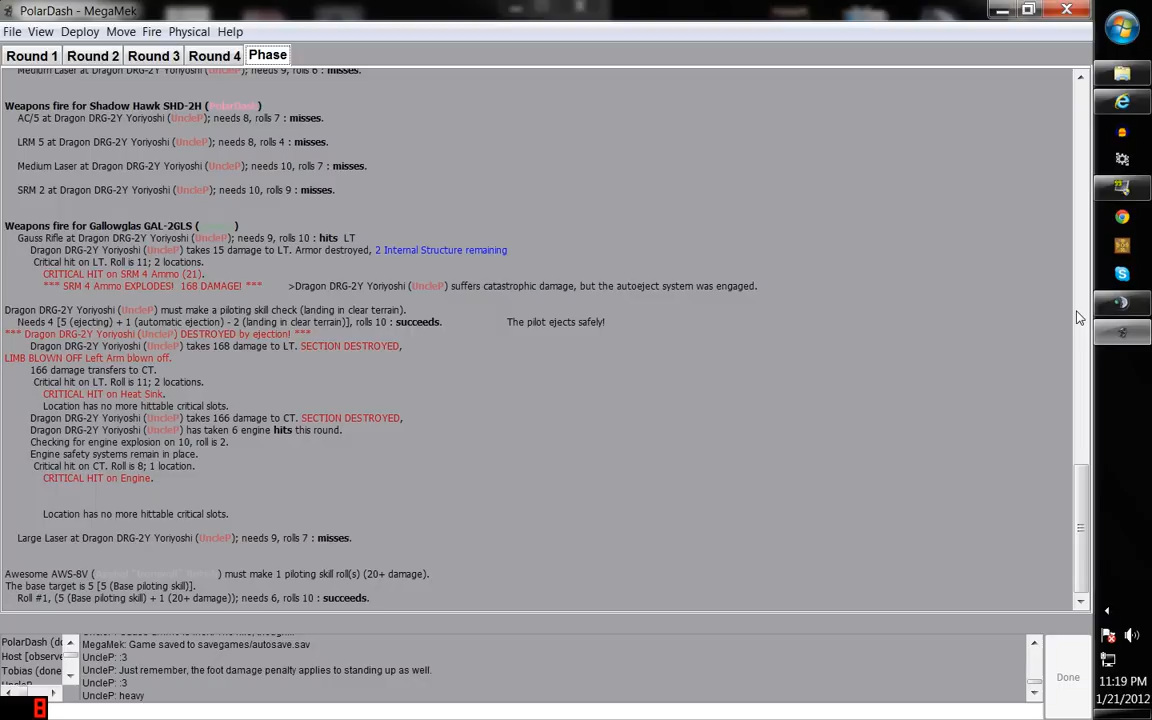 PolarDash - MegaMek
File View Deploy Move Fire Physical Help
Round 1 Round 2 Round 3 Round 4 Phase
Medium Laser at Dragon DRG-2Y Yoriyoshi (UncleP); needs 9, rolls 6 : misses.
Weapons fire for Shadow Hawk SHD-2H (PolarDash)
AC/5 at Dragon DRG-2Y Yoriyoshi (UncleP); needs 8, rolls 7 : misses.
LRM 5 at Dragon DRG-2Y Yoriyoshi (UncleP); needs 8, rolls 4 : misses.
Medium Laser at Dragon DRG-2Y Yoriyoshi (UncleP); needs 10, rolls 7 : misses.
SRM 2 at Dragon DRG-2Y Yoriyoshi (UncleP); needs 10, rolls 9 : misses.
Weapons fire for Gallowglas GAL-2GLS ( )
Gauss Rifle at Dragon DRG-2Y Yoriyoshi (UncleP); needs 9, rolls 10 : hits LT
Dragon DRG-2Y Yoriyoshi (UncleP) takes 15 damage to LT. Armor destroyed, 2 Internal Structure remaining
Critical hit on LT. Roll is 11; 2 locations.
CRITICAL HIT on SRM 4 Ammo (21).
*** SRM 4 Ammo EXPLODES! 168 DAMAGE! *** >Dragon DRG-2Y Yoriyoshi (UncleP) suffers catastrophic damage, but the autoeject system was engaged.
Dragon DRG-2Y Yoriyoshi (UncleP) must make a piloting skill check (landing in clear terrain).
Needs 4 [5 (ejecting) + 1 (automatic ejection) - 2 (landing in clear terrain)], rolls 10 : succeeds. The pilot ejects safely!
*** Dragon DRG-2Y Yoriyoshi (UncleP) DESTROYED by ejection! ***
Dragon DRG-2Y Yoriyoshi (UncleP) takes 168 damage to LT. SECTION DESTROYED,
LIMB BLOWN OFF Left Arm blown off.
166 damage transfers to CT.
Critical hit on LT. Roll is 11; 2 locations.
CRITICAL HIT on Heat Sink.
Location has no more hittable critical slots.
Dragon DRG-2Y Yoriyoshi (UncleP) takes 166 damage to CT. SECTION DESTROYED,
Dragon DRG-2Y Yoriyoshi (UncleP) has taken 6 engine hits this round.
Checking for engine explosion on 10, roll is 2.
Engine safety systems remain in place.
Critical hit on CT. Roll is 8; 1 location.
CRITICAL HIT on Engine.
Location has no more hittable critical slots.
Large Laser at Dragon DRG-2Y Yoriyoshi (UncleP); needs 9, rolls 7 : misses.
Awesome AWS-8V ( ) must make 1 piloting skill roll(s) (20+ damage).
The base target is 5 [5 (Base piloting skill)].
Roll #1, (5 (Base piloting skill) + 1 (20+ damage)); needs 6, rolls 10 : succeeds.
PolarDash (do
Host [observe
Tobias (done
MegaMek: Game saved to savegames/autosave.sav
UncleP: :3
UncleP: Just remember, the foot damage penalty applies to standing up as well.
UncleP: :3
UncleP: heavy
Done
8
11:19 PM
1/21/2012